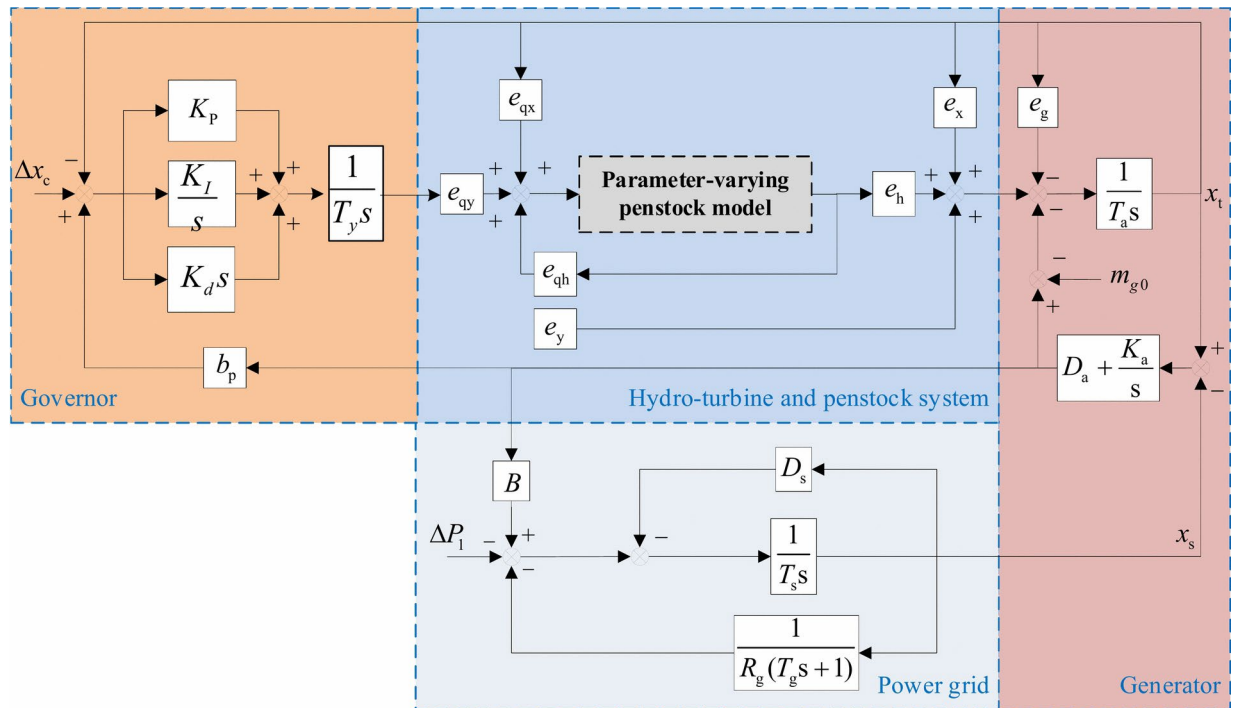 Δx_c
−
+
K_P
K_I
s
K_d s
+
+
+
1
T_y s
b_p
Governor
e_qx
e_qy
+
+
+
Parameter-varying
penstock model
e_qh
e_y
e_h
e_x
+
+
+
Hydro-turbine and penstock system
e_g
−
−
1
T_a s
x_t
−
m_g0
+
D_a + K_a
s
+
−
x_s
Generator
B
ΔP_1
−
+
−
−
D_s
1
T_s s
1
R_g (T_g s + 1)
Power grid